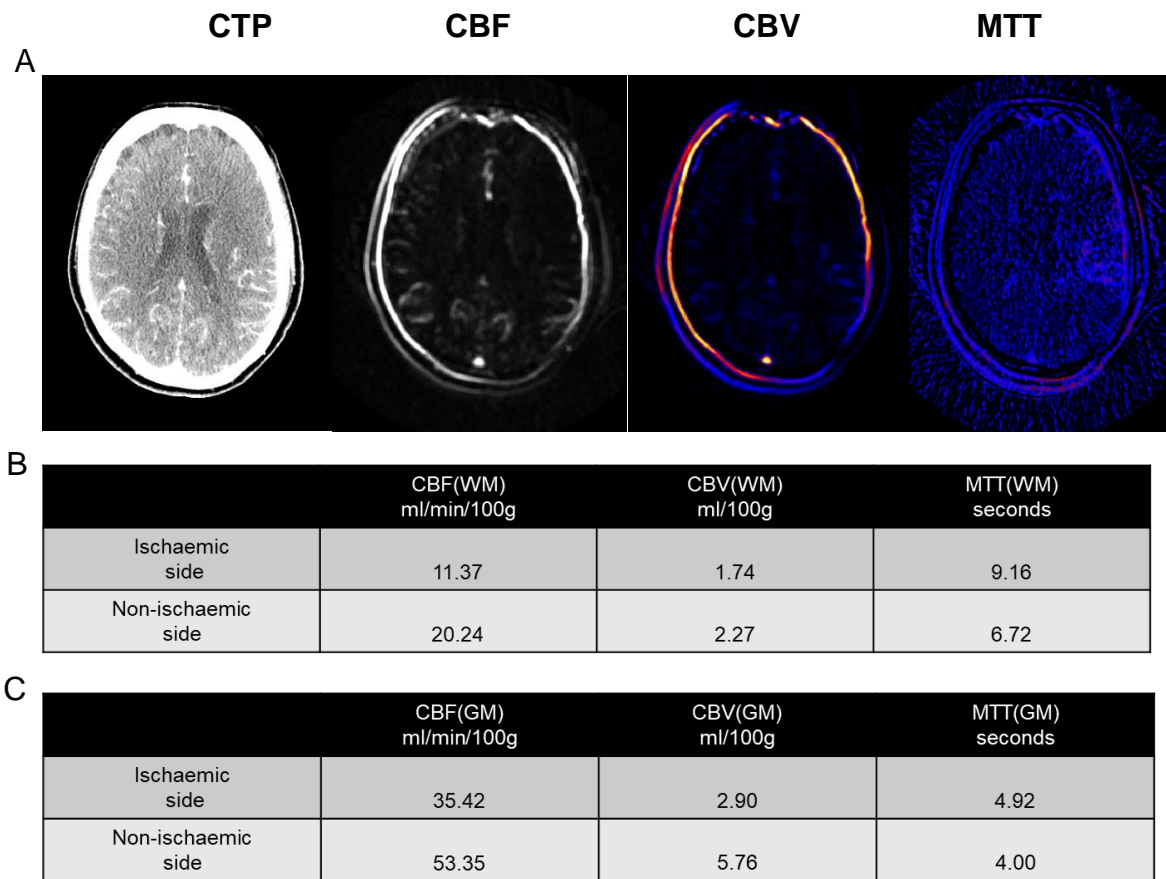 CTP CBF CBV MTT
A
B
CBF(WM) CBV(WM) MTT(WM)
ml/min/100g ml/100g seconds
Ischaemic
side 11.37 1.74 9.16
Non-ischaemic
side 20.24 2.27 6.72
C
CBF(GM) CBV(GM) MTT(GM)
ml/min/100g ml/100g seconds
Ischaemic
side 35.42 2.90 4.92
Non-ischaemic
side 53.35 5.76 4.00